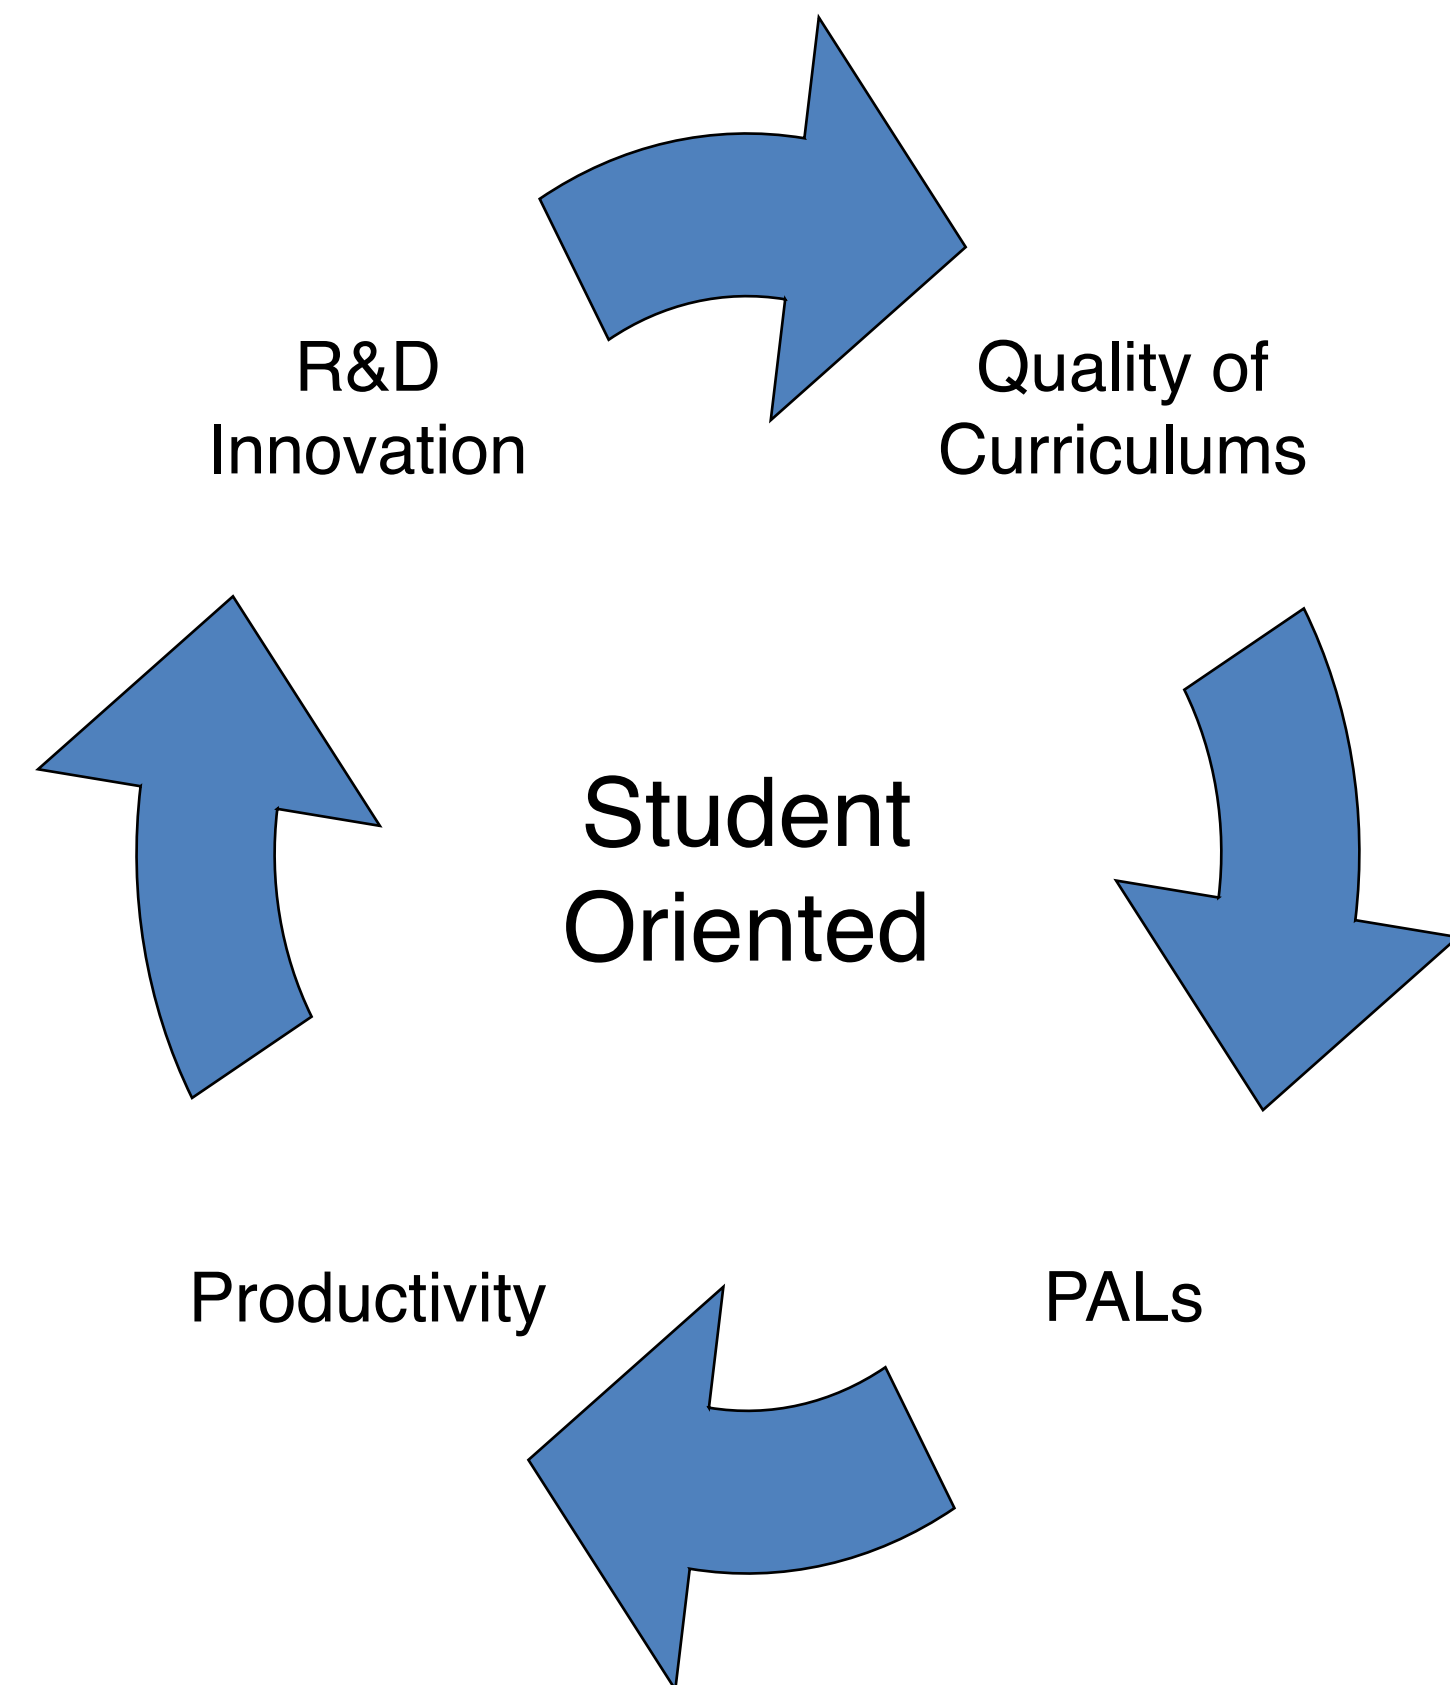 R&D
Innovation
Quality of
Curriculums
Student
Oriented
Productivity
PALs